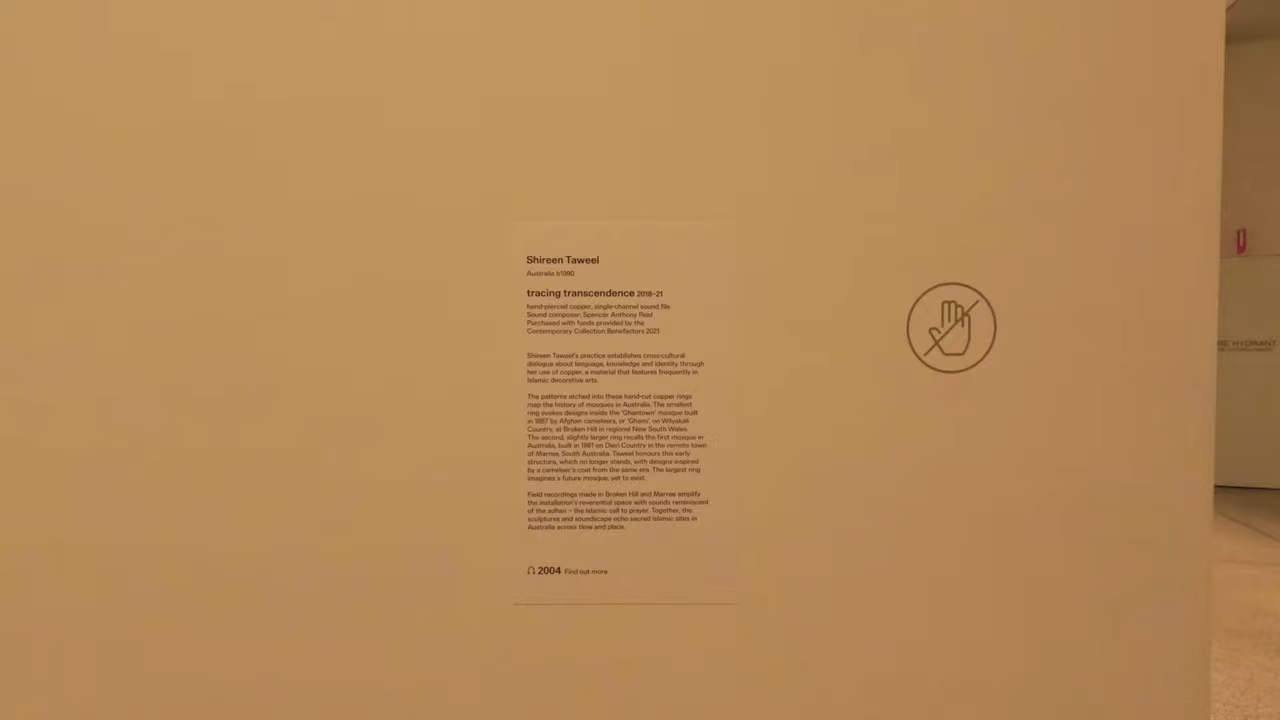 Shireen Taweel
Australia b1990
tracing transcendence 2018–21
hand-pierced copper, single-channel sound file
Sound composer: Spencer Anthony Reid
Purchased with funds provided by the
Contemporary Collection Benefactors 2021
Shireen Taweel's practice establishes cross-cultural
dialogue about language, knowledge and identity through
her use of copper, a material that features frequently in
Islamic decorative arts.
The patterns etched into these hand-cut copper rings
map the history of mosques in Australia. The smallest
ring evokes designs inside the 'Ghantown' mosque built
in 1887 by Afghan cameleers, or 'Ghans', on Wilyakali
Country, at Broken Hill in regional New South Wales.
The second, slightly larger ring recalls the first mosque in
Australia, built in 1861 on Dieri Country in the remote town
of Marree, South Australia. Taweel honours this early
structure, which no longer stands, with designs inspired
by a cameleer's coat from the same era. The largest ring
imagines a future mosque, yet to exist.
Field recordings made in Broken Hill and Marree amplify
the installation's reverential space with sounds reminiscent
of the adhan – the Islamic call to prayer. Together, the
sculptures and soundscape echo sacred Islamic sites in
Australia across time and place.
2004 Find out more
RE HYDRANT